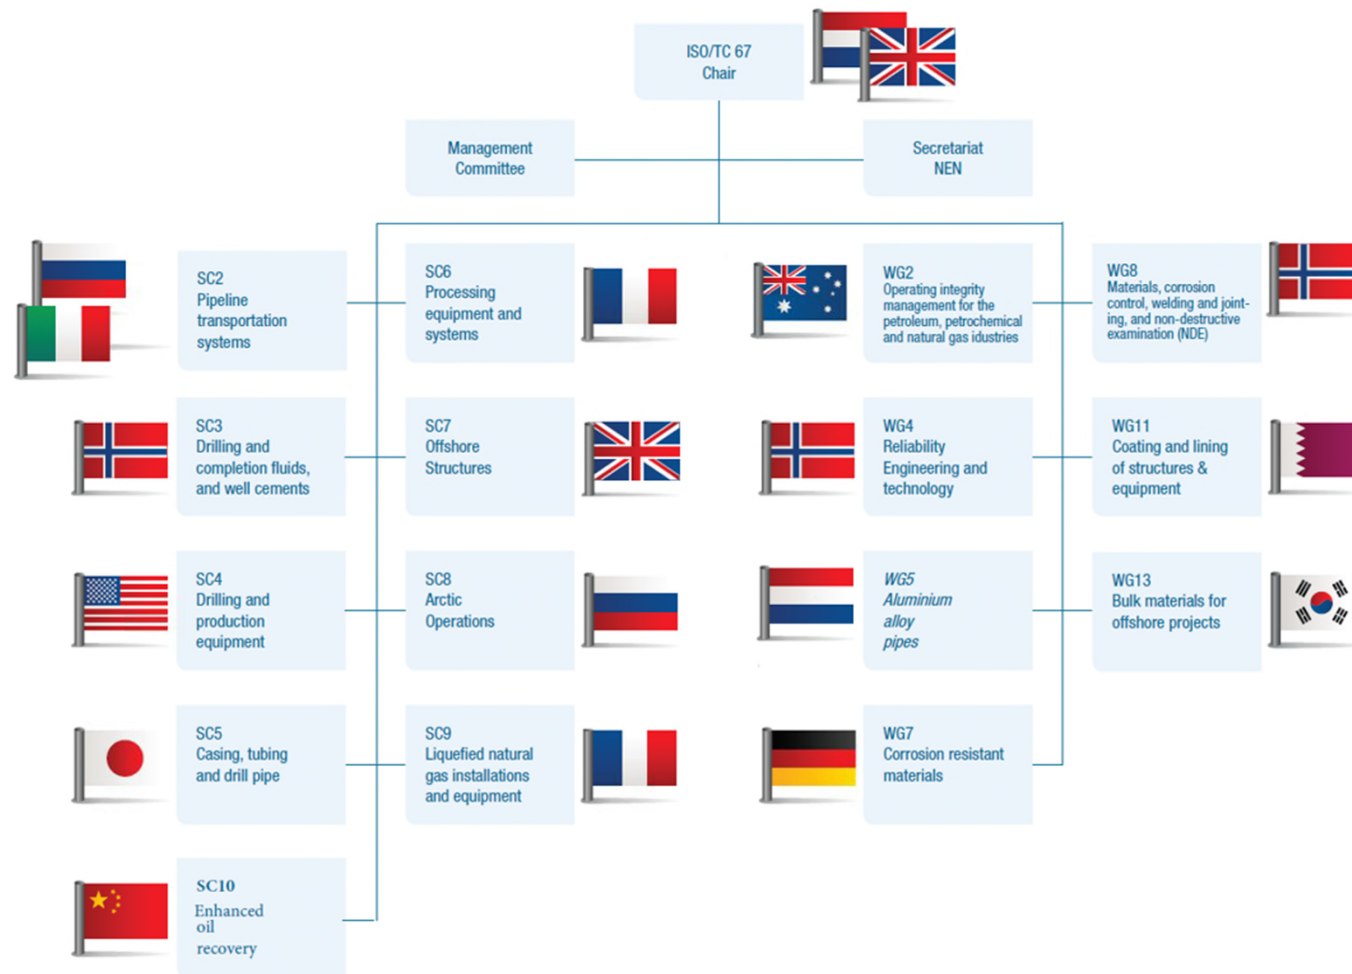 ISO/TC 67
Chair
Management
Committee
Secretariat
NEN
SC2
Pipeline
transportation
systems
SC6
Processing
equipment and
systems
WG2
Operating integrity
management for the
petroleum, petrochemical
and natural gas idustries
WG8
Materials, corrosion
control, welding and joint-
ing, and non-destructive
examination (NDE)
SC3
Drilling and
completion fluids,
and well cements
SC7
Offshore
Structures
WG4
Reliability
Engineering and
technology
WG11
Coating and lining
of structures &
equipment
SC4
Drilling and
production
equipment
SC8
Arctic
Operations
WG5
Aluminium
alloy
pipes
WG13
Bulk materials for
offshore projects
SC5
Casing, tubing
and drill pipe
SC9
Liquefied natural
gas installations
and equipment
WG7
Corrosion resistant
materials
SC10
Enhanced
oil
recovery